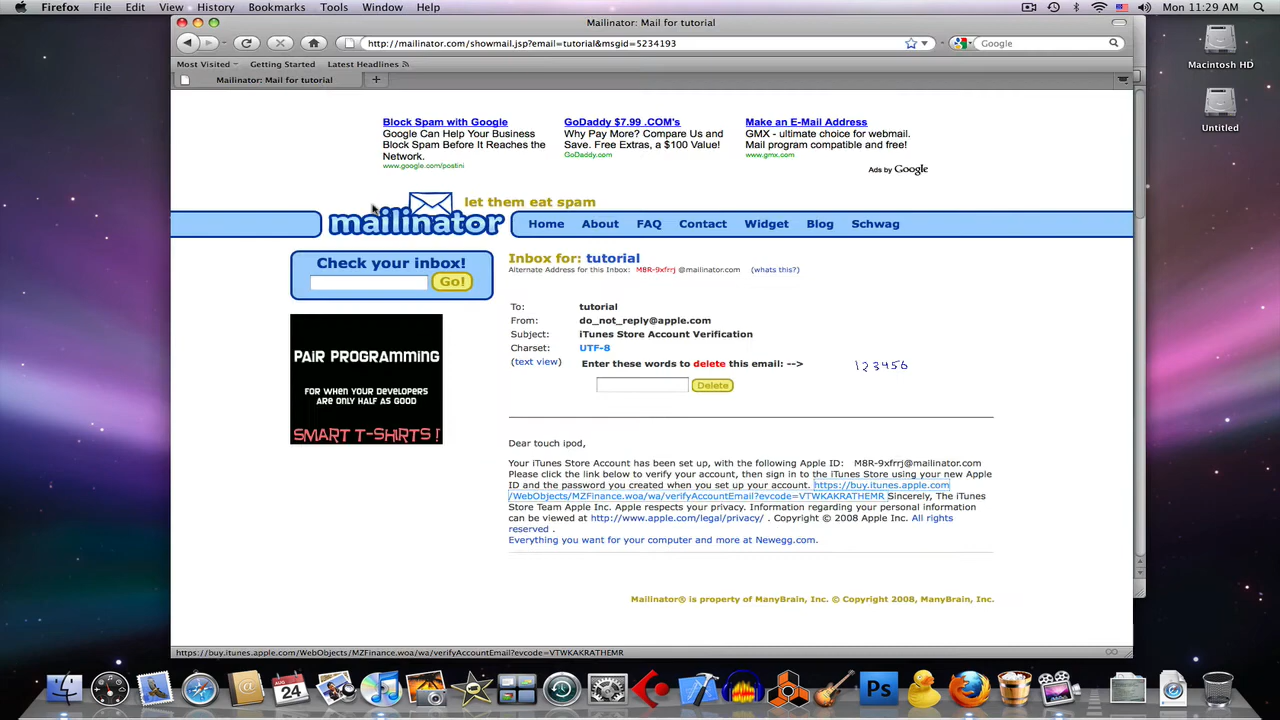 Firefox File Edit View History Bookmarks Tools Window Help
Mon 11:29 AM
Mailinator: Mail for tutorial
http://mailinator.com/showmail.jsp?email=tutorial&msgid=5234193
Google
Most Visited Getting Started Latest Headlines
Mailinator: Mail for tutorial
Macintosh HD
Untitled
Block Spam with Google
Google Can Help Your Business
Block Spam Before It Reaches the
Network.
www.google.com/postini
GoDaddy $7.99 .COM's
Why Pay More? Compare Us and
Save. Free Extras, a $100 Value!
GoDaddy.com
Make an E-Mail Address
GMX - ultimate choice for webmail.
Mail program compatible and free!
www.gmx.com
Ads by Google
let them eat spam
mailinator
Home About FAQ Contact Widget Blog Schwag
Check your inbox!
Go!
PAIR PROGRAMMING
FOR WHEN YOUR DEVELOPERS
ARE ONLY HALF AS GOOD
SMART T-SHIRTS!
Inbox for: tutorial
Alternate Address for this Inbox: M8R-9xfrrj @mailinator.com (whats this?)
To: tutorial
From: do_not_reply@apple.com
Subject: iTunes Store Account Verification
Charset: UTF-8
(text view) Enter these words to delete this email: --> 123456
Delete
Dear touch ipod,
Your iTunes Store Account has been set up, with the following Apple ID: M8R-9xfrrj@mailinator.com
Please click the link below to verify your account, then sign in to the iTunes Store using your new Apple
ID and the password you created when you set up your account. https://buy.itunes.apple.com
/WebObjects/MZFinance.woa/wa/verifyAccountEmail?evcode=VTWKAKRATHEMR Sincerely, The iTunes
Store Team Apple Inc. Apple respects your privacy. Information regarding your personal information
can be viewed at http://www.apple.com/legal/privacy/ . Copyright © 2008 Apple Inc. All rights
reserved .
Everything you want for your computer and more at Newegg.com.
Mailinator® is property of ManyBrain, Inc. © Copyright 2008, ManyBrain, Inc.
https://buy.itunes.apple.com/WebObjects/MZFinance.woa/wa/verifyAccountEmail?evcode=VTWKAKRATHEMR
AUG
24
Ps